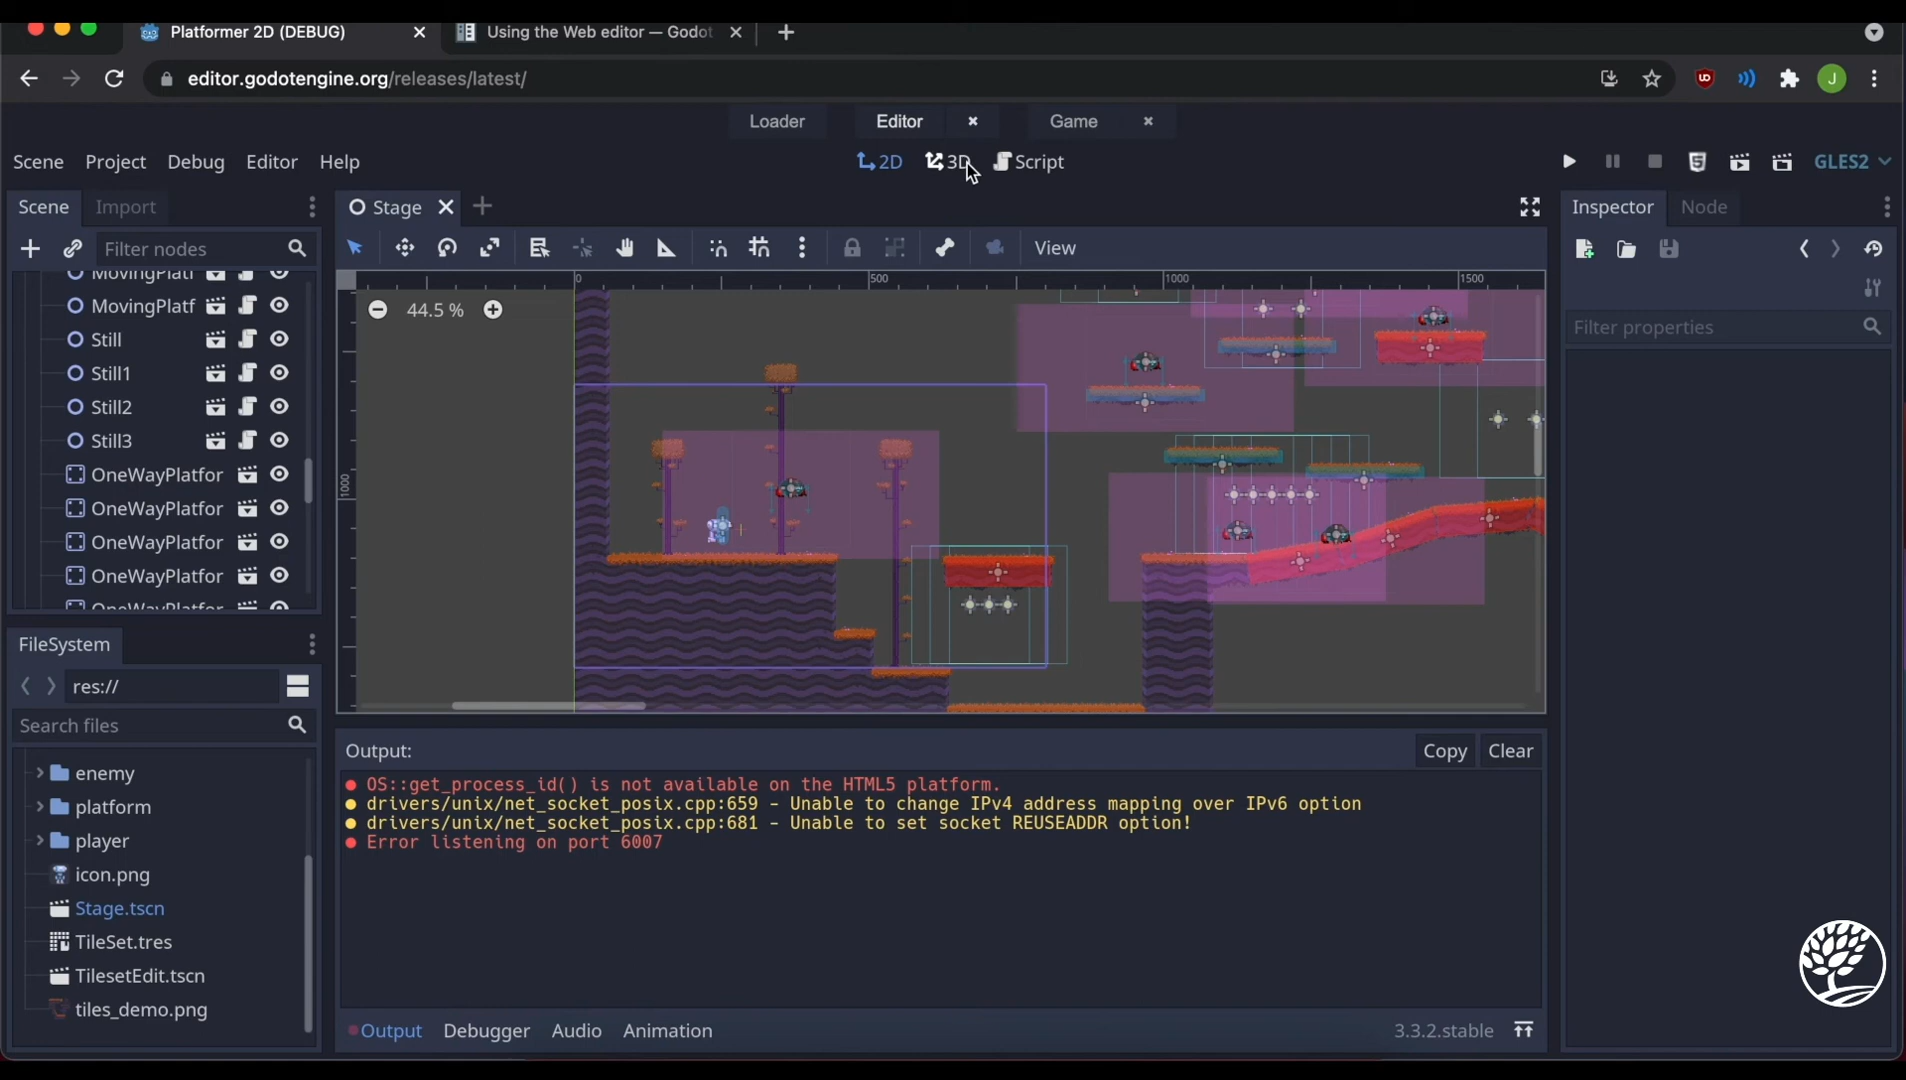 Platformer 2D (DEBUG)
Using the Web editor — Godot
editor.godotengine.org/releases/latest/
UD
J
Loader
Editor
Game
Scene Project Debug Editor Help
2D 3D Script
GLES2
Scene Import
Stage
Inspector Node
Filter nodes
View
0 500 1000 1500
1000
44.5 %
Filter properties
MovingPlatf
MovingPlatf
Still
Still1
Still2
Still3
OneWayPlatfor
OneWayPlatfor
OneWayPlatfor
OneWayPlatfor
OneWayPlatfor
FileSystem
res://
Search files
enemy
platform
player
icon.png
Stage.tscn
TileSet.tres
TilesetEdit.tscn
tiles_demo.png
Output:
Copy Clear
OS::get_process_id() is not available on the HTML5 platform.
drivers/unix/net_socket_posix.cpp:659 - Unable to change IPv4 address mapping over IPv6 option
drivers/unix/net_socket_posix.cpp:681 - Unable to set socket REUSEADDR option!
Error listening on port 6007
Output Debugger Audio Animation
3.3.2.stable